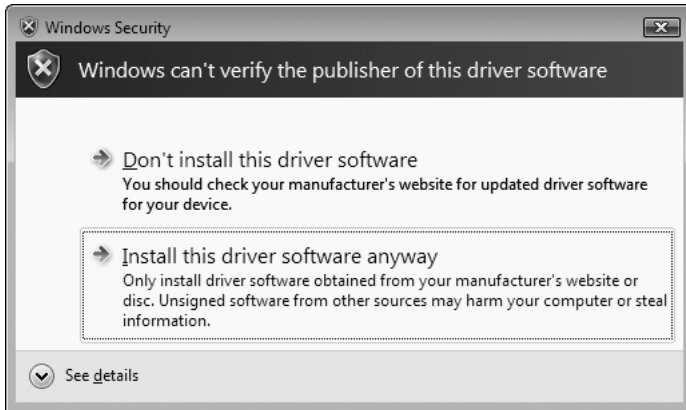 Windows Security
Windows can't verify the publisher of this driver software
Don't install this driver software
You should check your manufacturer's website for updated driver software
for your device.
Install this driver software anyway
Only install driver software obtained from your manufacturer's website or
disc. Unsigned software from other sources may harm your computer or steal
information.
See details